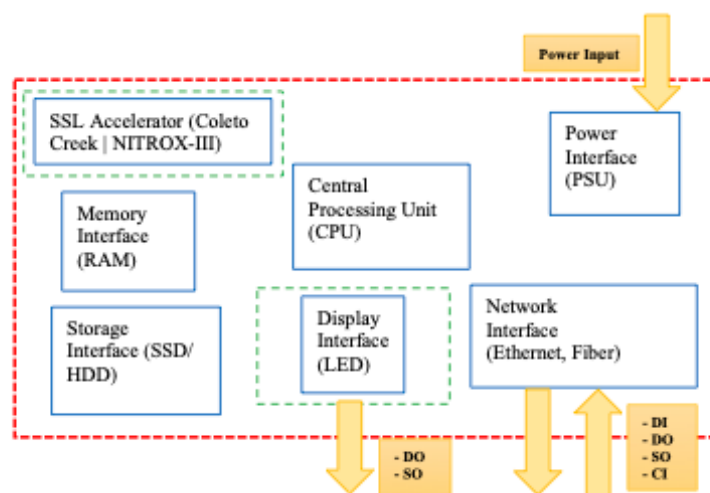 Power Input
SSL Accelerator (Coleto
Creek | NITROX-III)
Power
Interface
(PSU)
Central
Processing Unit
(CPU)
Memory
Interface
(RAM)
Storage
Interface (SSD/
HDD)
Display
Interface
(LED)
Network
Interface
(Ethernet, Fiber)
- DO
- SO
- DI
- DO
- SO
- CI